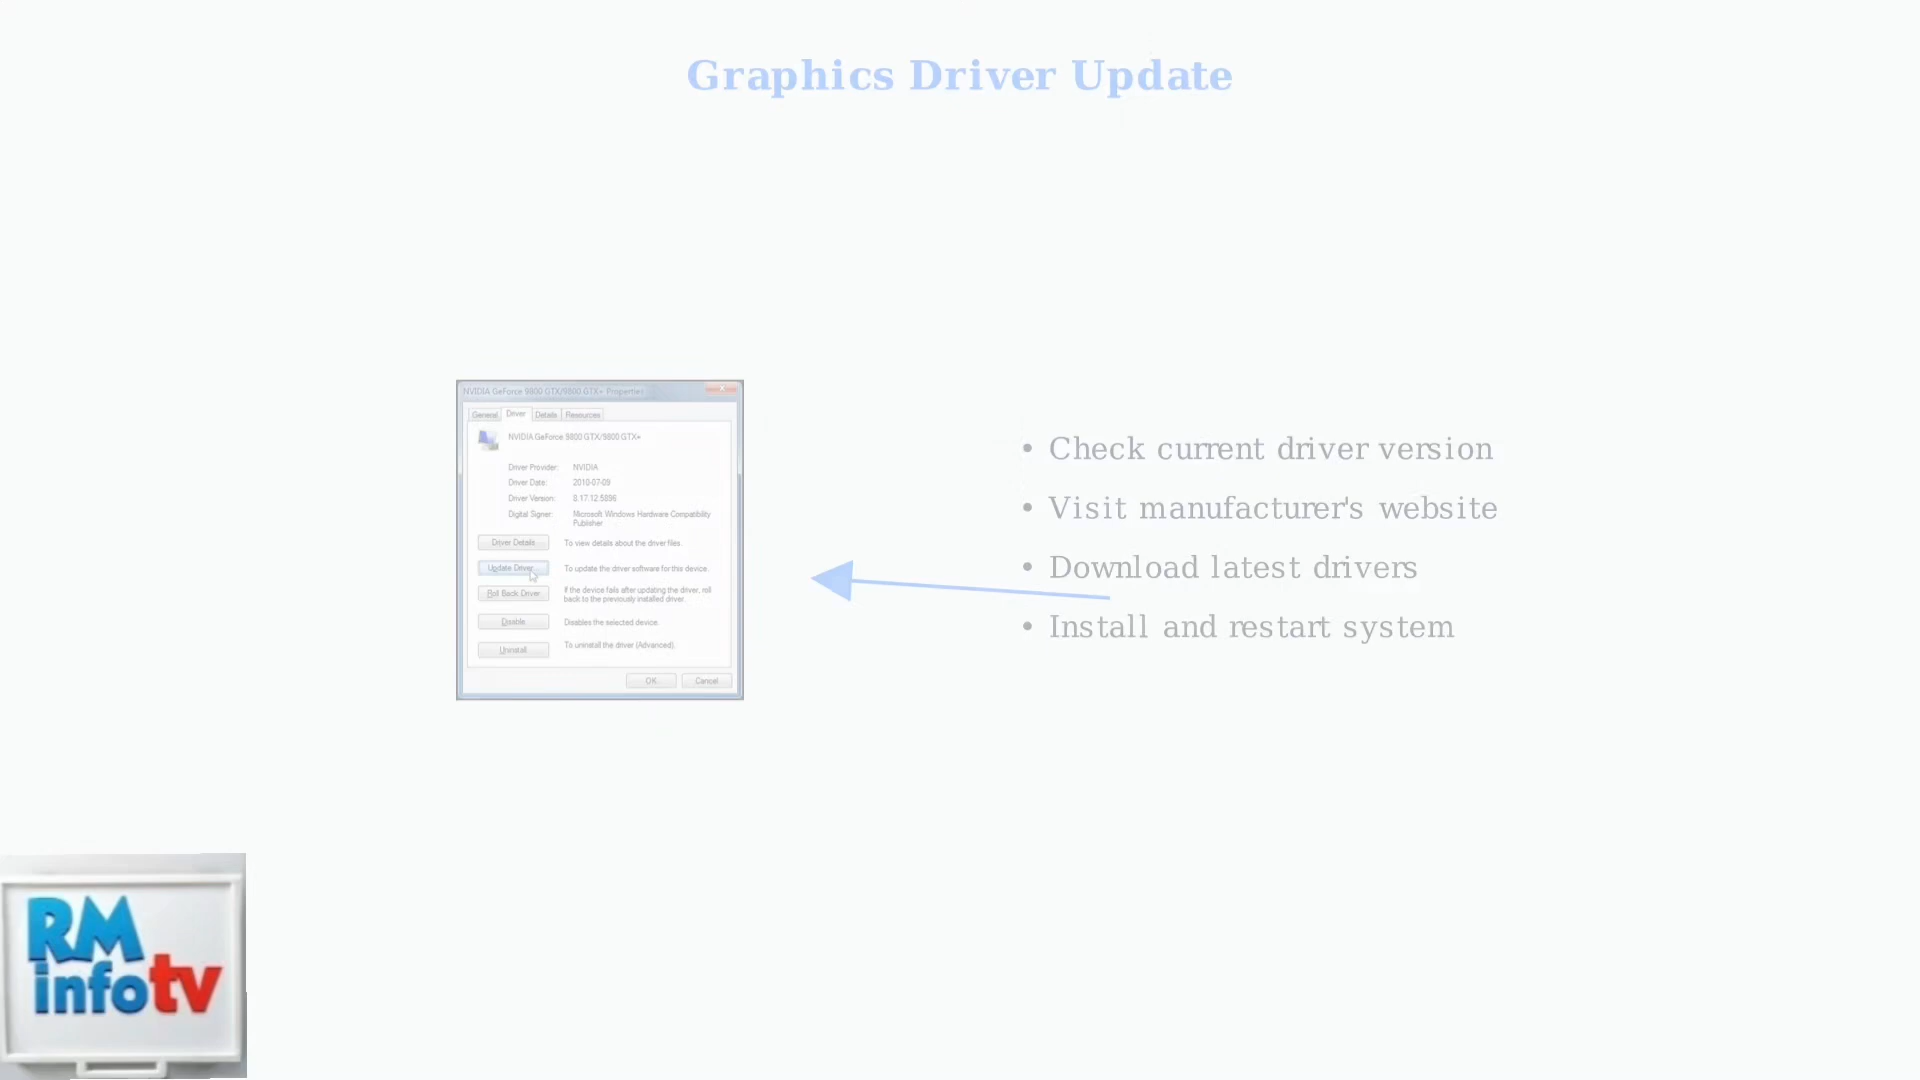 Graphics Driver Update
NVIDIA GeForce 9800 GTX/9800 GTX+ Properties
General Driver Details Resources
NVIDIA GeForce 9800 GTX/9800 GTX+
Driver Provider: NVIDIA
Driver Date: 2010-07-09
Driver Version: 8.17.12.5896
Digital Signer: Microsoft Windows Hardware Compatibility
Publisher
Driver Details To view details about the driver files.
Update Driver... To update the driver software for this device.
Roll Back Driver If the device fails after updating the driver, roll
back to the previously installed driver.
Disable Disables the selected device.
Uninstall To uninstall the driver (Advanced).
OK Cancel
• Check current driver version
• Visit manufacturer's website
• Download latest drivers
• Install and restart system
RM
infotv